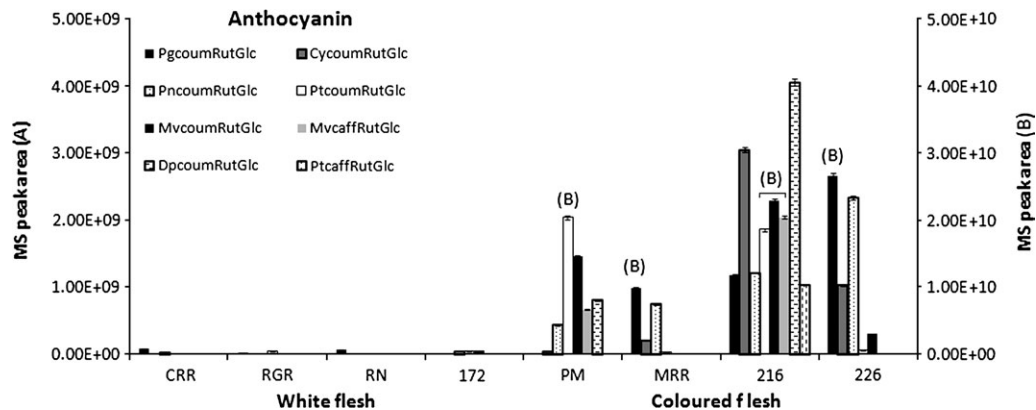 Anthocyanin
PgcoumRutGlc CycoumRutGlc
PncoumRutGlc PtcoumRutGlc
MvcoumRutGlc MvcaffRutGlc
DpcoumRutGlc PtcaffRutGlc
MS peakarea (A)
5.00E+09
4.00E+09
3.00E+09
2.00E+09
1.00E+09
0.00E+00
(B)
(B)
(B)
(B)
5.00E+10
4.00E+10
3.00E+10
2.00E+10
1.00E+10
0.00E+00
MS peakarea (B)
CRR RGR RN 172 PM MRR 216 226
White flesh Coloured flesh